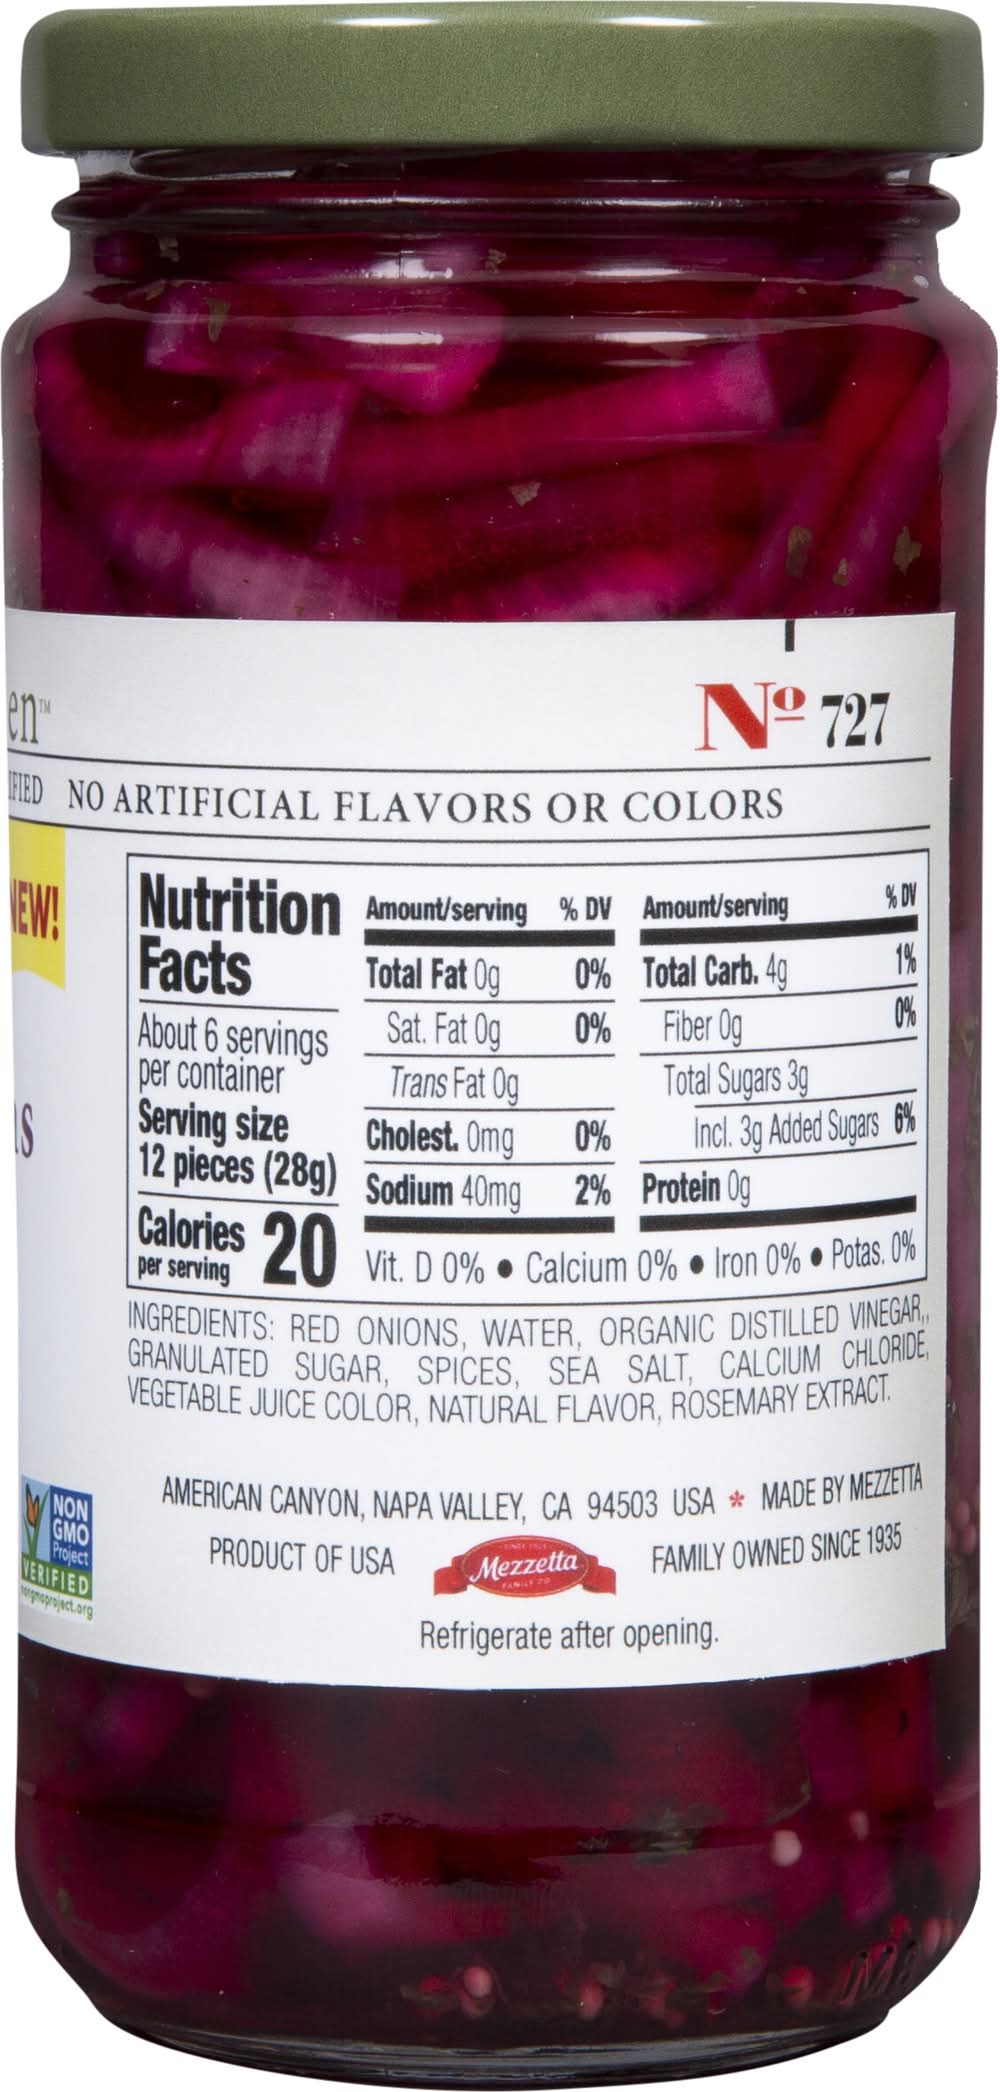 en™
№ 727
IFIED NO ARTIFICIAL FLAVORS OR COLORS
NEW!
Nutrition
Facts
About 6 servings
per container
Serving size
12 pieces (28g)
Calories 20
per serving
Amount/serving % DV
Total Fat 0g 0%
Sat. Fat 0g 0%
Trans Fat 0g
Cholest. 0mg 0%
Sodium 40mg 2%
Amount/serving % DV
Total Carb. 4g 1%
Fiber 0g 0%
Total Sugars 3g
Incl. 3g Added Sugars 6%
Protein 0g
Vit. D 0% • Calcium 0% • Iron 0% • Potas. 0%
INGREDIENTS: RED ONIONS, WATER, ORGANIC DISTILLED VINEGAR,,
GRANULATED SUGAR, SPICES, SEA SALT, CALCIUM CHLORIDE,
VEGETABLE JUICE COLOR, NATURAL FLAVOR, ROSEMARY EXTRACT.
NON
GMO
Project
VERIFIED
nongmoproject.org
AMERICAN CANYON, NAPA VALLEY, CA 94503 USA * MADE BY MEZZETTA
PRODUCT OF USA
Mezzetta
FAMILY OWNED SINCE 1935
Refrigerate after opening.